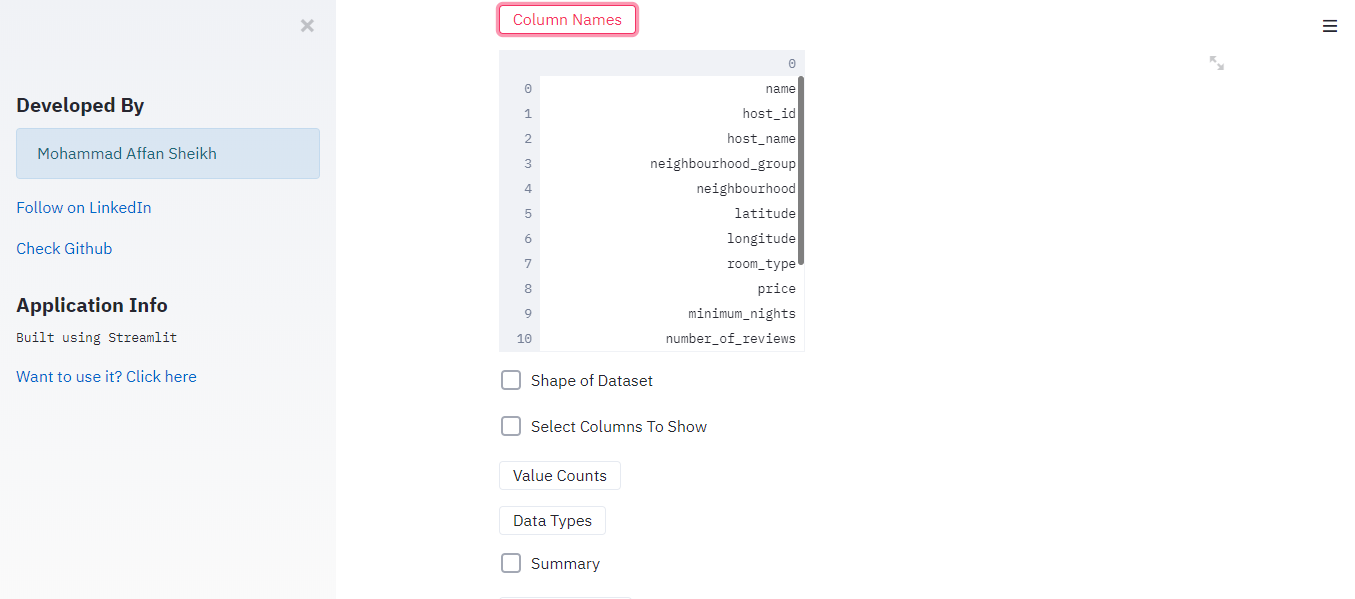 Developed By
Mohammad Affan Sheikh
Follow on LinkedIn
Check Github
Application Info
Built using Streamlit
Want to use it? Click here
Column Names
0
0 name
1 host_id
2 host_name
3 neighbourhood_group
4 neighbourhood
5 latitude
6 longitude
7 room_type
8 price
9 minimum_nights
10 number_of_reviews
Shape of Dataset
Select Columns To Show
Value Counts
Data Types
Summary